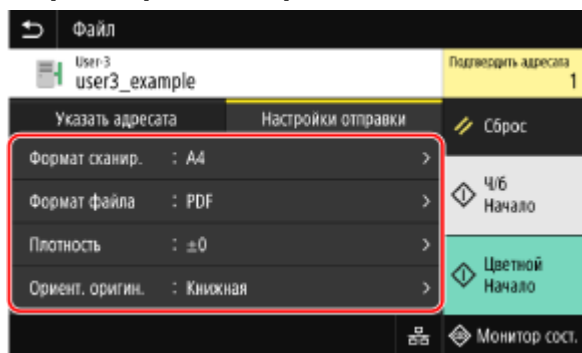 Файл
User-3
user3_example
Подтвердить адресата
1
Указать адресата
Настройки отправки
Сброс
Формат сканир. : A4
Формат файла : PDF
Плотность : ±0
Ориент. оригин. : Книжная
Ч/б
Начало
Цветной
Начало
Монитор сост.